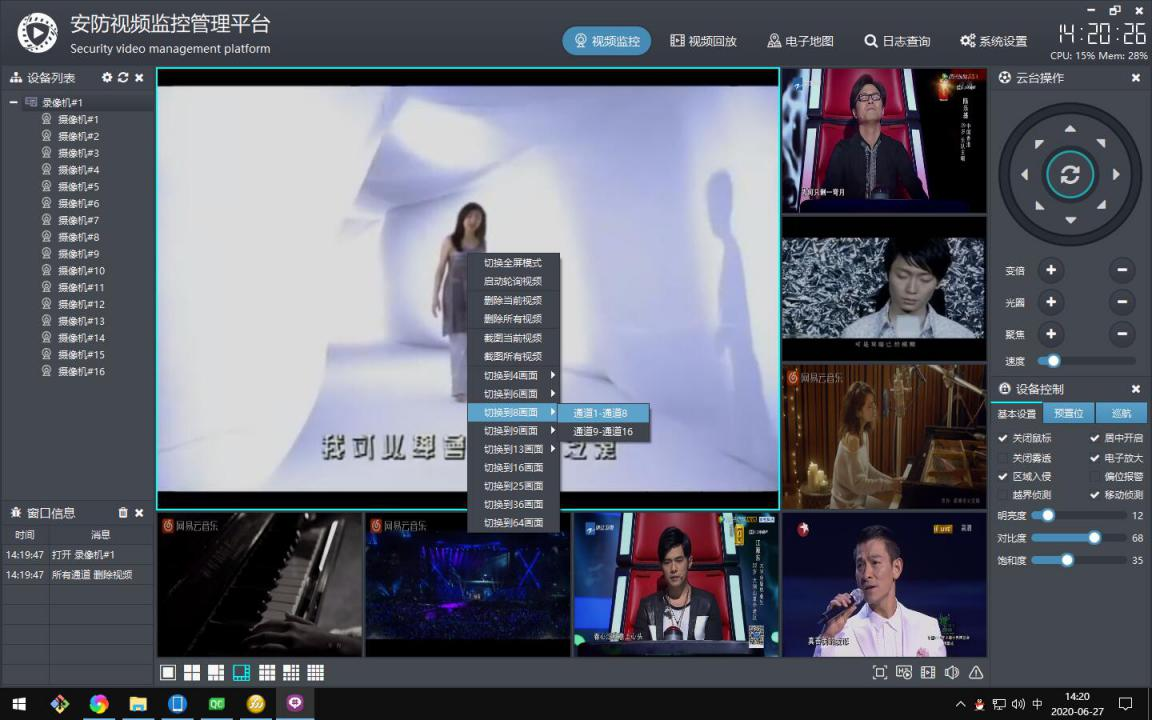 安防视频监控管理平台
Security video management platform
视频监控
视频回放
电子地图
日志查询
系统设置
14:20:26
CPU: 15% Mem: 28%
设备列表
录像机#1
摄像机#1
摄像机#2
摄像机#3
摄像机#4
摄像机#5
摄像机#6
摄像机#7
摄像机#8
摄像机#9
摄像机#10
摄像机#11
摄像机#12
摄像机#13
摄像机#14
摄像机#15
摄像机#16
窗口信息
时间 消息
14:19:47 打开 录像机#1
14:19:47 所有通道 删除视频
我可以學會
之淚
切换全屏模式
启动轮询视频
删除当前视频
删除所有视频
截图当前视频
截图所有视频
切换到4画面
切换到6画面
切换到8画面
切换到9画面
切换到13画面
切换到16画面
切换到25画面
切换到36画面
切换到64画面
通道1-通道8
通道9-通道16
网易云音乐
网易云音乐
网易云音乐
LIVE
云台操作
变倍
光圈
聚焦
速度
设备控制
基本设置 预置位 巡航
关闭鼠标 居中开启
关闭雾透 电子放大
区域入侵 偏位报警
越界侦测 移动侦测
明亮度 12
对比度 68
饱和度 35
QC
中
14:20
2020-06-27